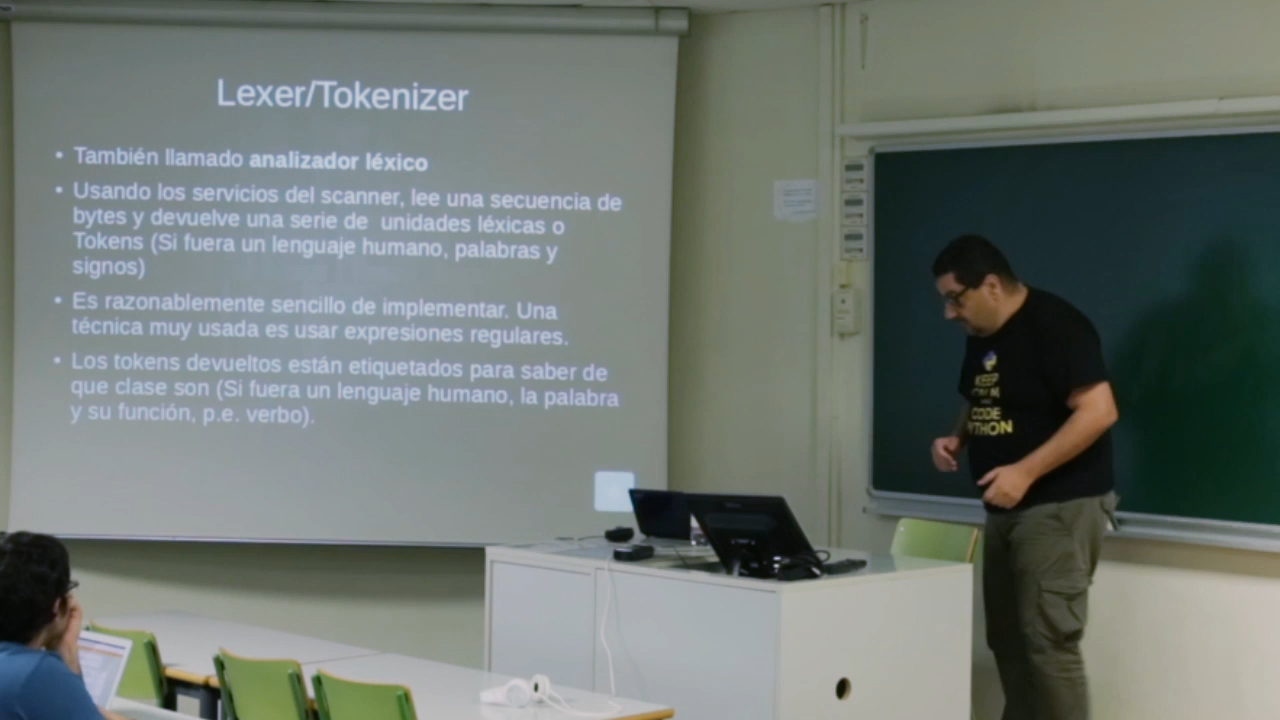 Lexer/Tokenizer
• También llamado analizador léxico
• Usando los servicios del scanner, lee una secuencia de
bytes y devuelve una serie de unidades léxicas o
Tokens (Si fuera un lenguaje humano, palabras y
signos)
• Es razonablemente sencillo de implementar. Una
técnica muy usada es usar expresiones regulares.
• Los tokens devueltos están etiquetados para saber de
que clase son (Si fuera un lenguaje humano, la palabra
y su función, p.e. verbo).
KEEP
CODE